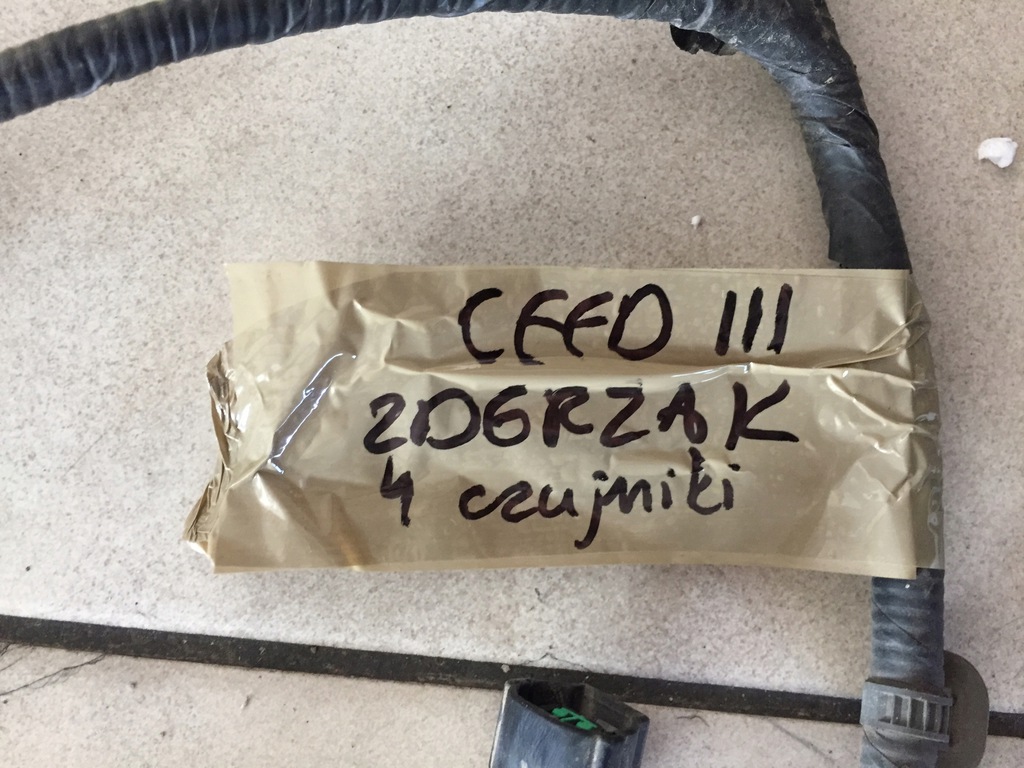 CEED III
ZDERZAK
4 czujniki